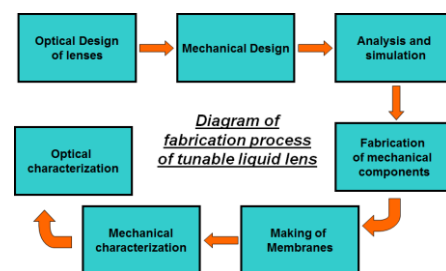 Optical Design
of lenses
Mechanical Design
Analysis and
simulation
Diagram of
fabrication process
of tunable liquid lens
Fabrication
of mechanical
components
Optical
characterization
Mechanical
characterization
Making of
Membranes